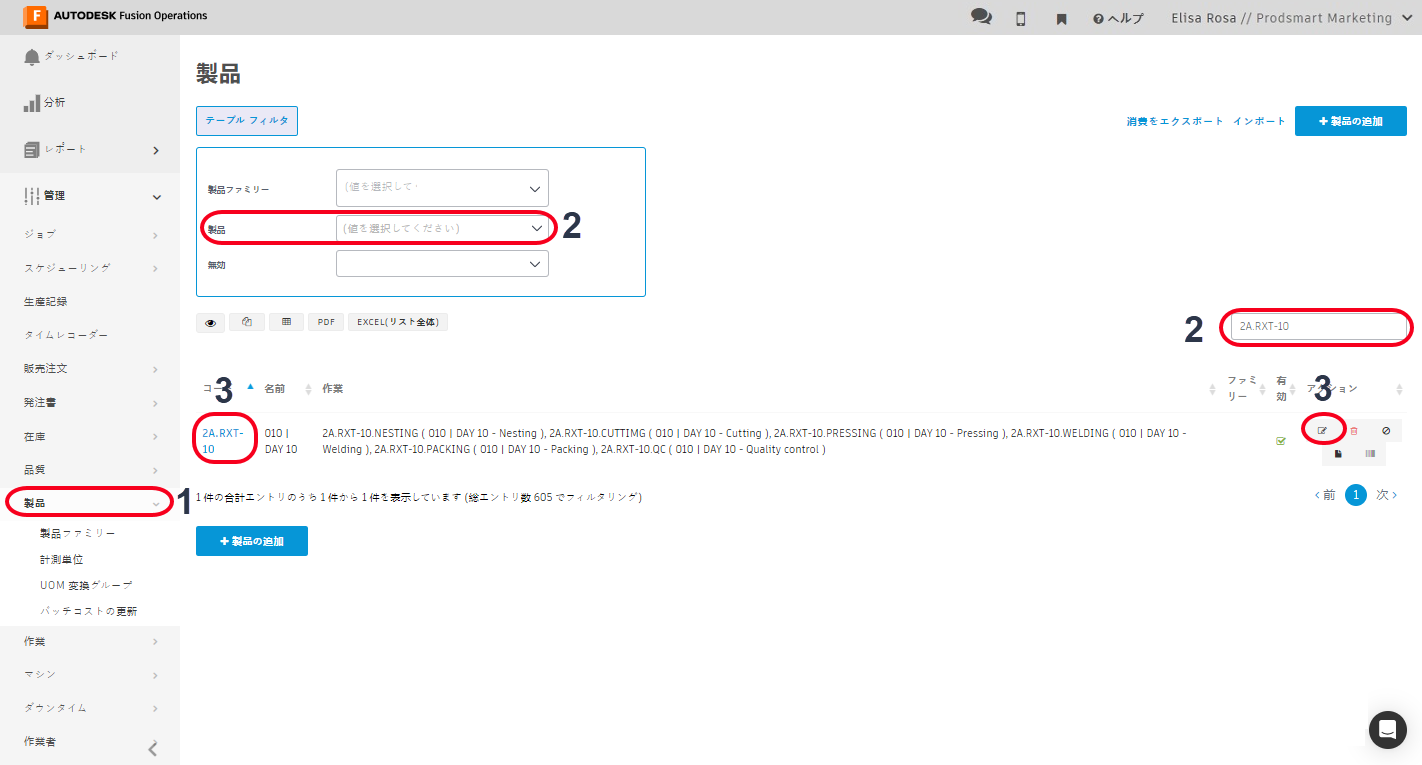 F AUTODESK Fusion Operations
ヘルプ
Elisa Rosa // Prodsmart Marketing
ダッシュボード
分析
レポート
管理
ジョブ
スケジューリング
生産記録
タイムレコーダー
販売注文
発注書
在庫
品質
製品
1
製品ファミリー
計測単位
UOM 変換グループ
バッチコストの更新
作業
マシン
ダウンタイム
作業者
製品
テーブル フィルタ
消費をエクスポート インポート
製品の追加
製品ファミリー
(値を選択して
製品
(値を選択してください)
2
無効
PDF
EXCEL(リスト全体)
2
2A.RXT-10
3
名前
作業
ファミ
リー
有
効
3
2A.RXT-
10
010 |
DAY 10
2A.RXT-10.NESTING ( 010 | DAY 10 - Nesting ), 2A.RXT-10.CUTTIMG ( 010 | DAY 10 - Cutting ), 2A.RXT-10.PRESSING ( 010 | DAY 10 - Pressing ), 2A.RXT-10.WELDING ( 010 | DAY 10 -
Welding ), 2A.RXT-10.PACKING ( 010 | DAY 10 - Packing ), 2A.RXT-10.QC ( 010 | DAY 10 - Quality control )
1 件の合計エントリのうち 1 件から 1 件を表示しています (総エントリ数 605 でフィルタリング)
前 1 次
製品の追加